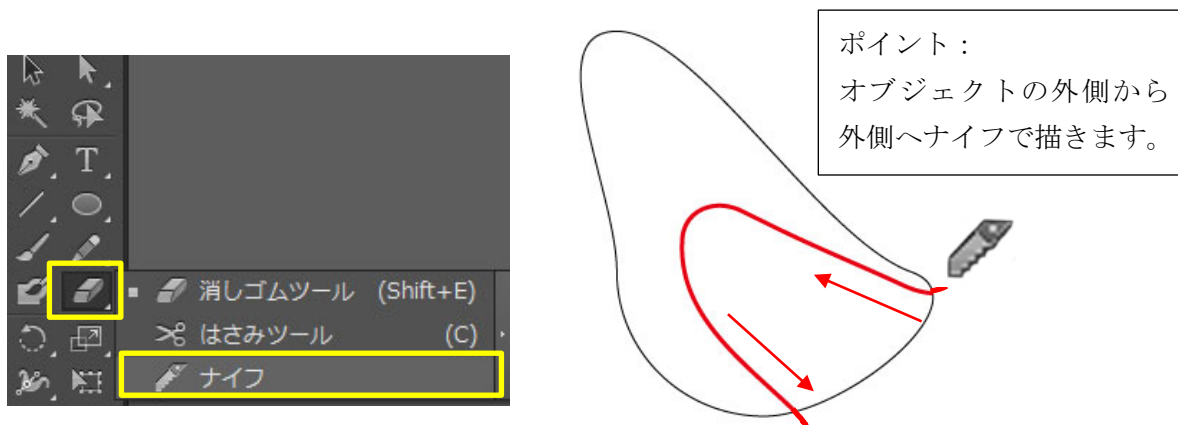 ポイント：
オブジェクトの外側から
外側へナイフで描きます。
T
消しゴムツール (Shift+E)
はさみツール (C)
ナイフ